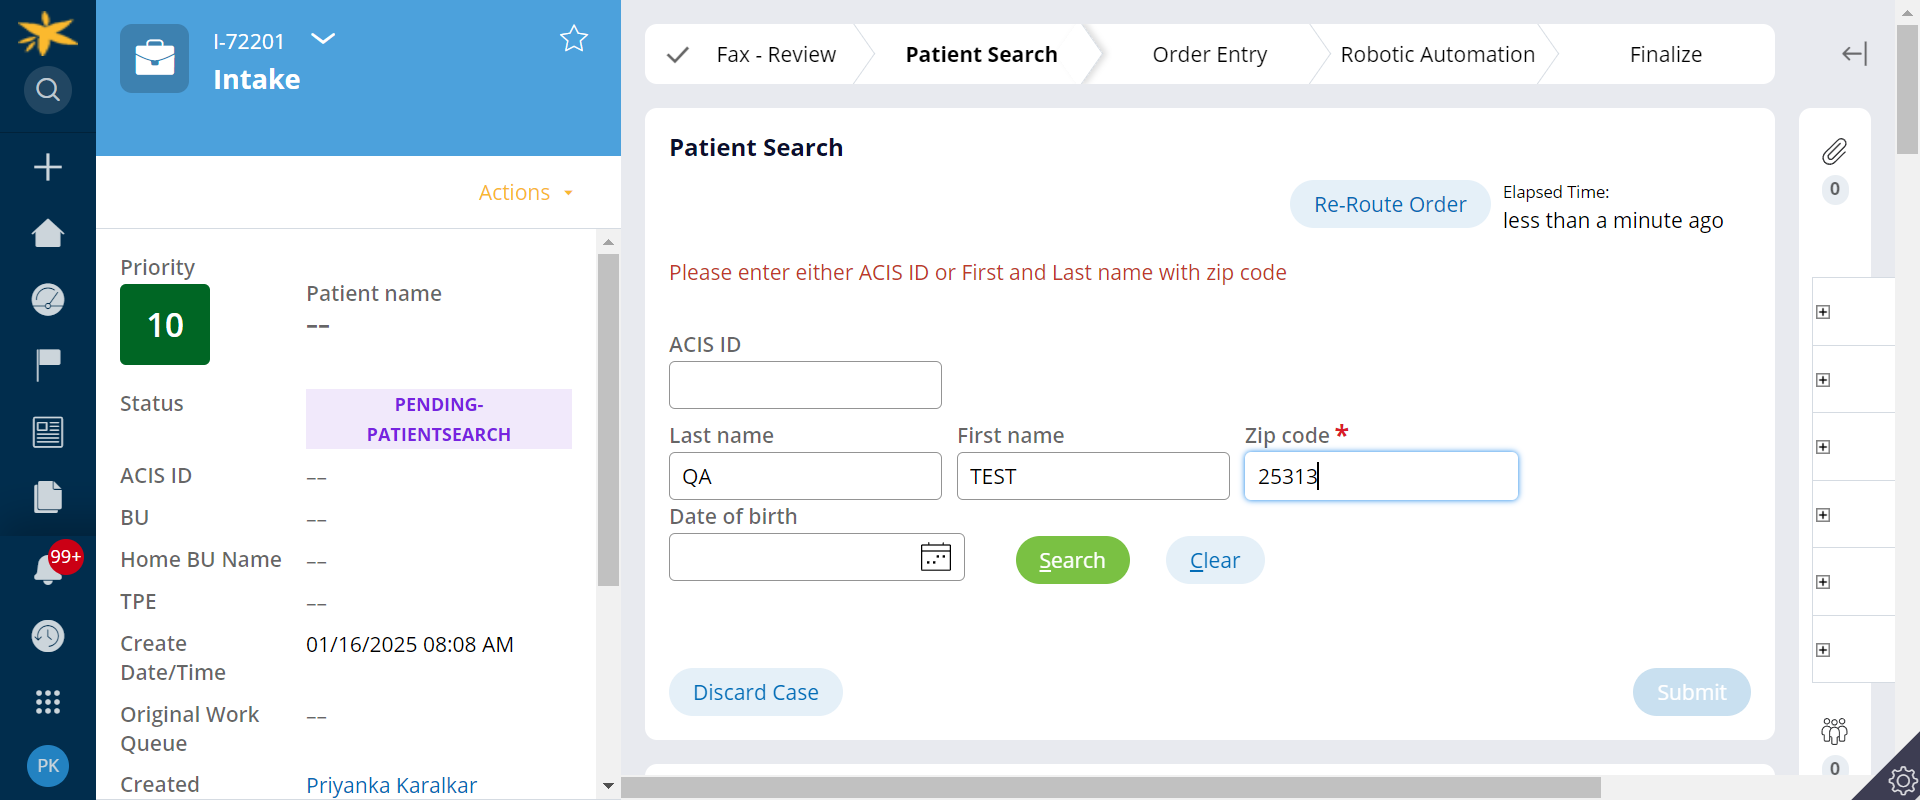 I-72201
Intake
Actions
Priority
10
Patient name
--
Status
PENDING-
PATIENTSEARCH
ACIS ID
--
BU
--
Home BU Name
--
TPE
--
Create
Date/Time
01/16/2025 08:08 AM
Original Work
Queue
--
Created
Priyanka Karalkar
99+
PK
Fax - Review
Patient Search
Order Entry
Robotic Automation
Finalize
Patient Search
Re-Route Order
Elapsed Time:
less than a minute ago
Please enter either ACIS ID or First and Last name with zip code
ACIS ID
Last name
First name
Zip code *
QA
TEST
25313
Date of birth
Search
Clear
Discard Case
Submit
0
0